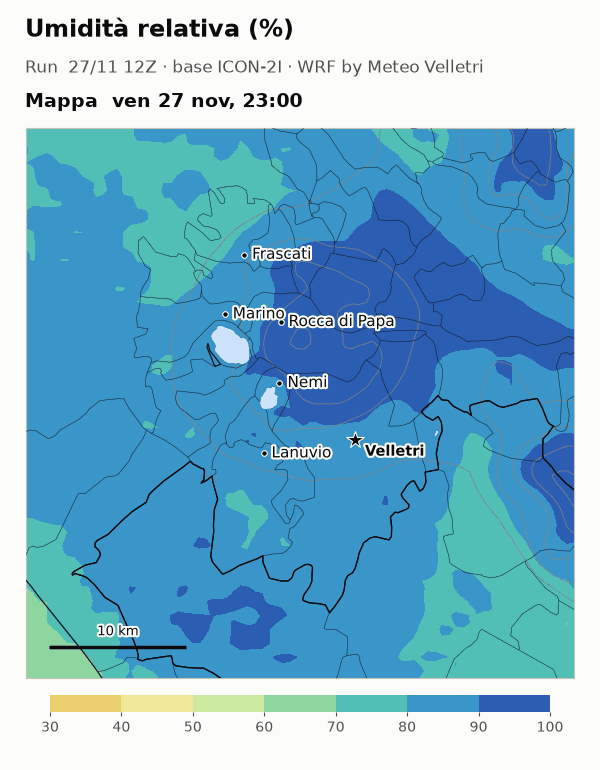 Umidità relativa (%)
Run  27/11 12Z · base ICON-2I · WRF by Meteo Velletri
Mappa  ven 27 nov, 23:00
Frascati
Marino
Rocca di Papa
Nemi
Velletri
Lanuvio
10 km
30 40 50 60 70 80 90 100